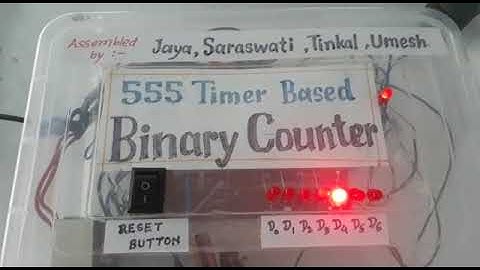 Assembled by :-
Jaya, Saraswati, Tinkal, Umesh
555 Timer Based
Binary Counter
RESET BUTTON
D₀ D₁ D₂ D₃ D₄ D₅ D₆